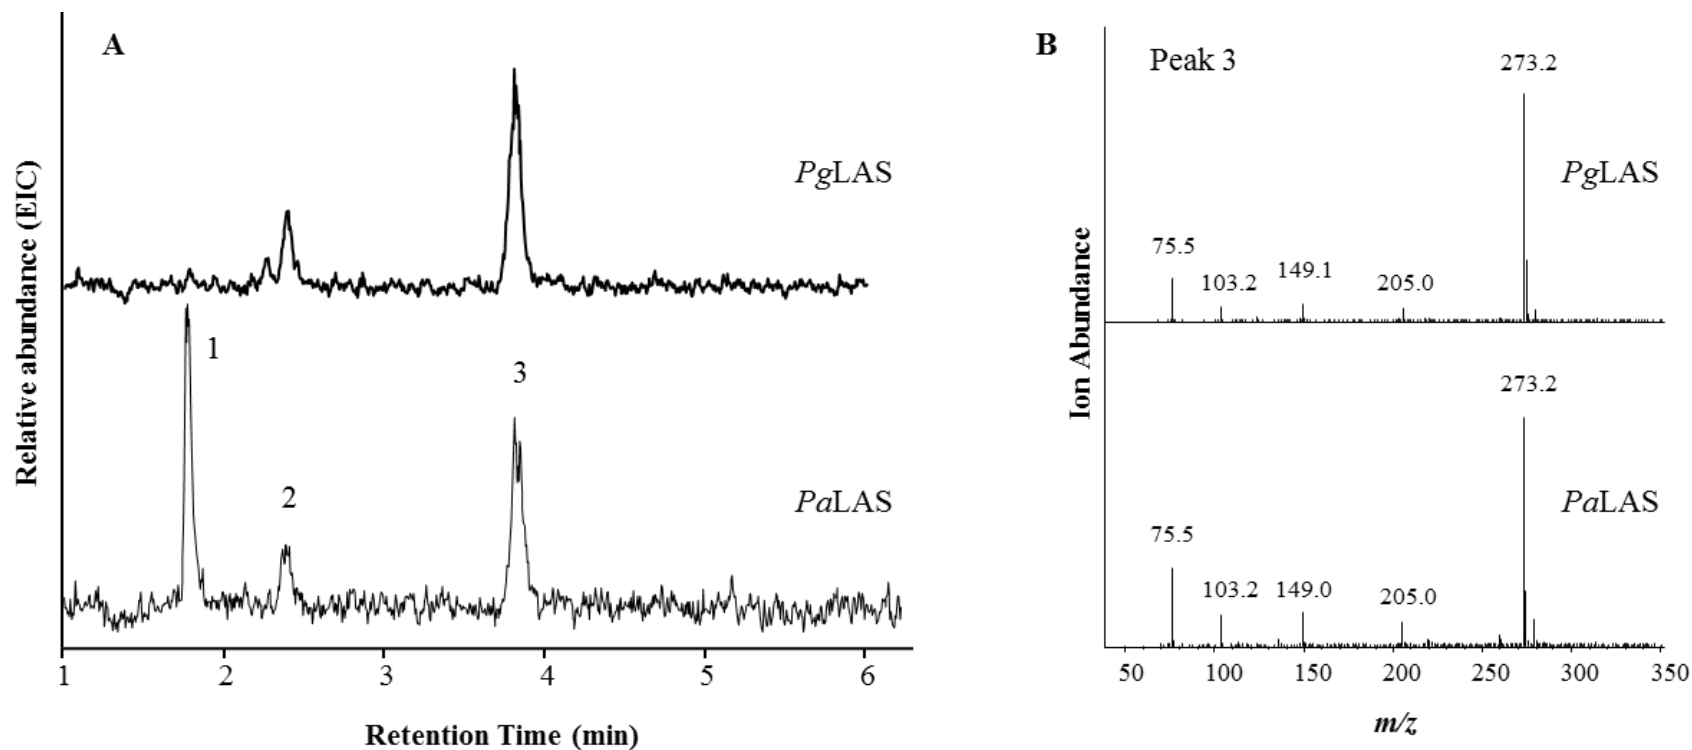 A
PgLAS
1
3
2
PaLAS
1 2 3 4 5 6
Relative abundance (EIC)
Retention Time (min)
B
Peak 3
273.2
PgLAS
75.5
103.2
149.1
205.0
273.2
PaLAS
75.5
103.2
149.0
205.0
50 100 150 200 250 300 350
Ion Abundance
m/z